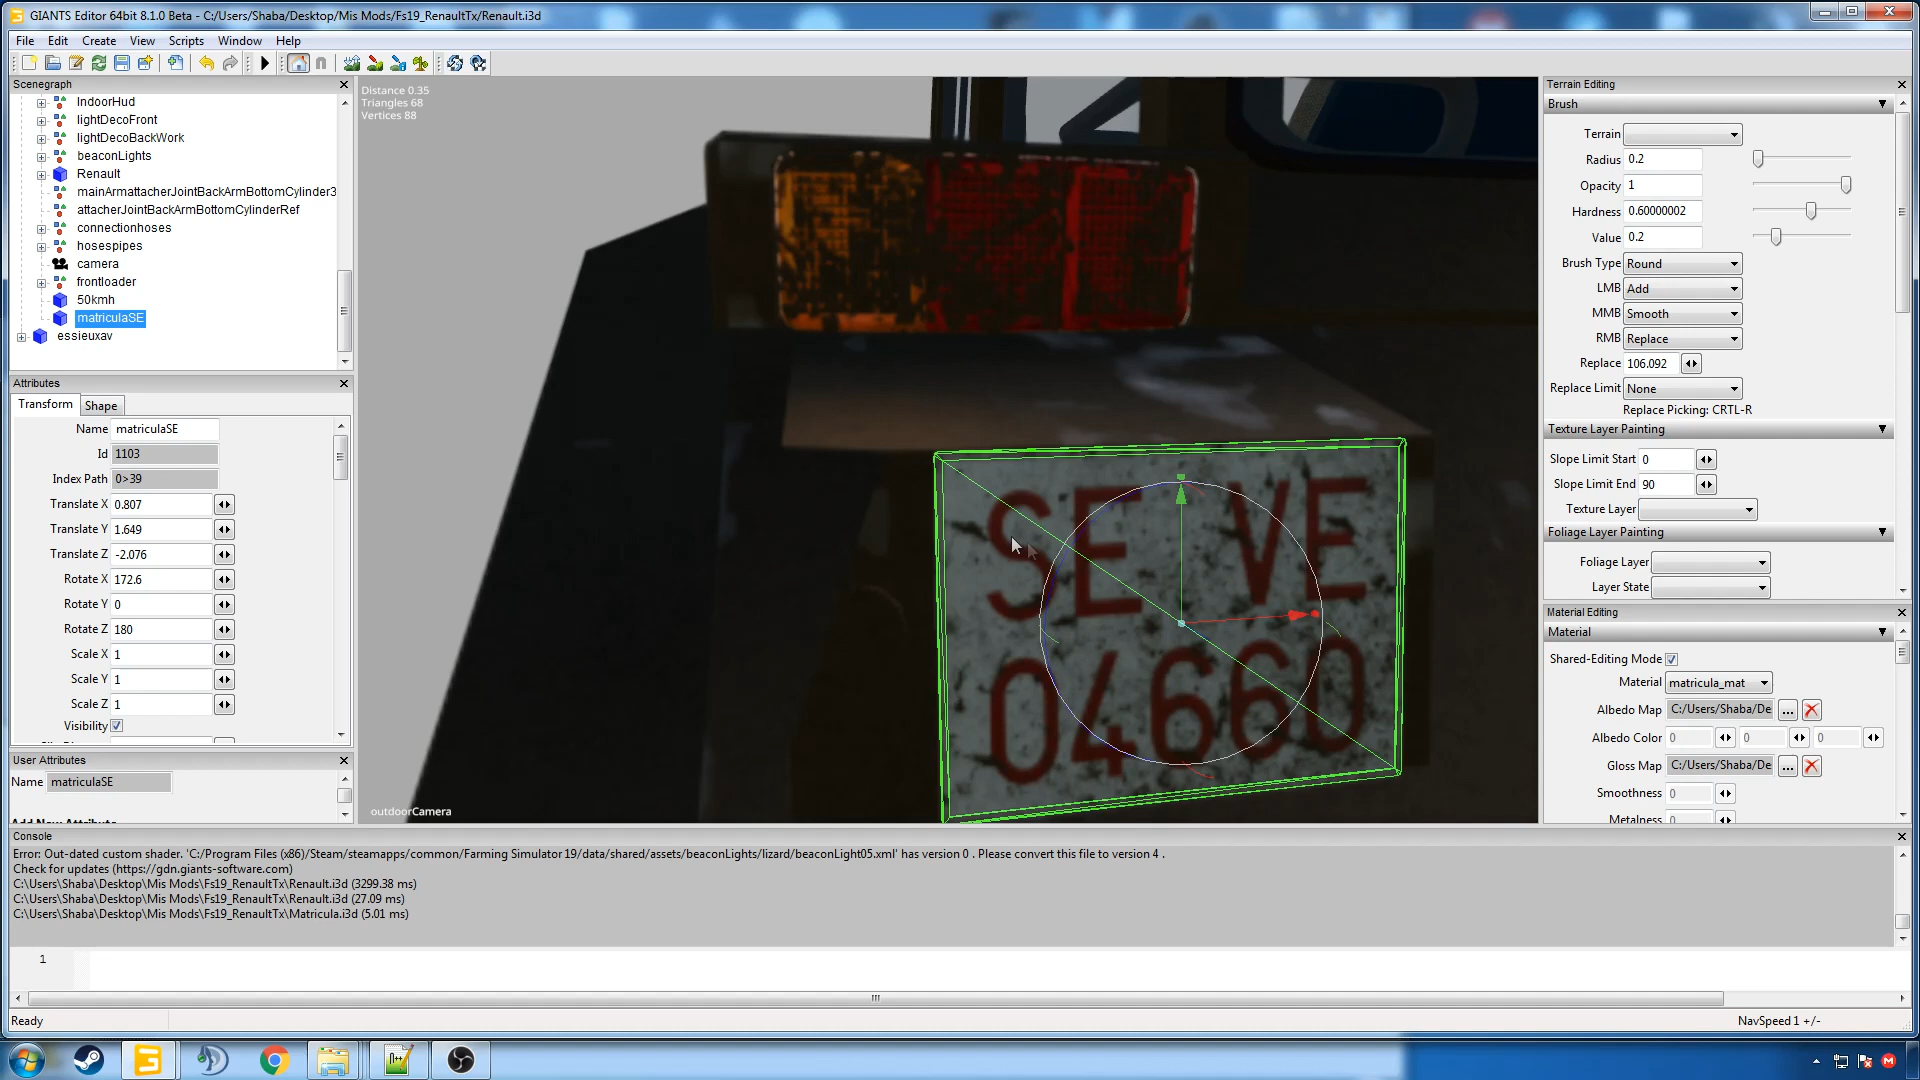 GIANTS Editor 64bit 8.1.0 Beta - C:/Users/Shaba/Desktop/Mis Mods/Fs19_RenaultTx/Renault.i3d
File Edit Create View Scripts Window Help
Scenegraph
IndoorHud
lightDecoFront
lightDecoBackWork
beaconLights
Renault
mainArmattacherJointBackArmBottomCylinder3
attacherJointBackArmBottomCylinderRef
connectionhoses
hosespipes
camera
frontloader
50kmh
matriculaSE
essieuxav
Attributes
Transform Shape
Name matriculaSE
Id 1103
Index Path 0>39
Translate X 0.807
Translate Y 1.649
Translate Z -2.076
Rotate X 172.6
Rotate Y 0
Rotate Z 180
Scale X 1
Scale Y 1
Scale Z 1
Visibility
User Attributes
Name matriculaSE
Distance 0.35
Triangles 68
Vertices 88
SE VE
04660
outdoorCamera
Terrain Editing
Brush
Terrain
Radius 0.2
Opacity 1
Hardness 0.60000002
Value 0.2
Brush Type Round
LMB Add
MMB Smooth
RMB Replace
Replace 106.092
Replace Limit None
Replace Picking: CRTL-R
Texture Layer Painting
Slope Limit Start 0
Slope Limit End 90
Texture Layer
Foliage Layer Painting
Foliage Layer
Layer State
Material Editing
Material
Shared-Editing Mode
Material matricula_mat
Albedo Map C:/Users/Shaba/De ...
Albedo Color 0 0 0
Gloss Map C:/Users/Shaba/De ...
Smoothness 0
Metalness 0
Console
Error: Out-dated custom shader. 'C:/Program Files (x86)/Steam/steamapps/common/Farming Simulator 19/data/shared/assets/beaconLights/lizard/beaconLight05.xml' has version 0 . Please convert this file to version 4 .
Check for updates (https://gdn.giants-software.com)
C:\Users\Shaba\Desktop\Mis Mods\Fs19_RenaultTx\Renault.i3d (3299.38 ms)
C:\Users\Shaba\Desktop\Mis Mods\Fs19_RenaultTx\Renault.i3d (27.09 ms)
C:\Users\Shaba\Desktop\Mis Mods\Fs19_RenaultTx\Matricula.i3d (5.01 ms)
1
Ready
NavSpeed 1 +/-